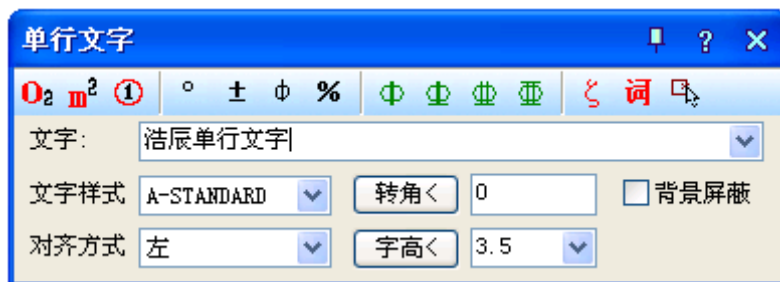 单行文字 ?
O₂ m² ① ° ± φ % ζ 词
文字: 浩辰单行文字
文字样式 A-STANDARD 转角< 0 背景屏蔽
对齐方式 左 字高< 3.5